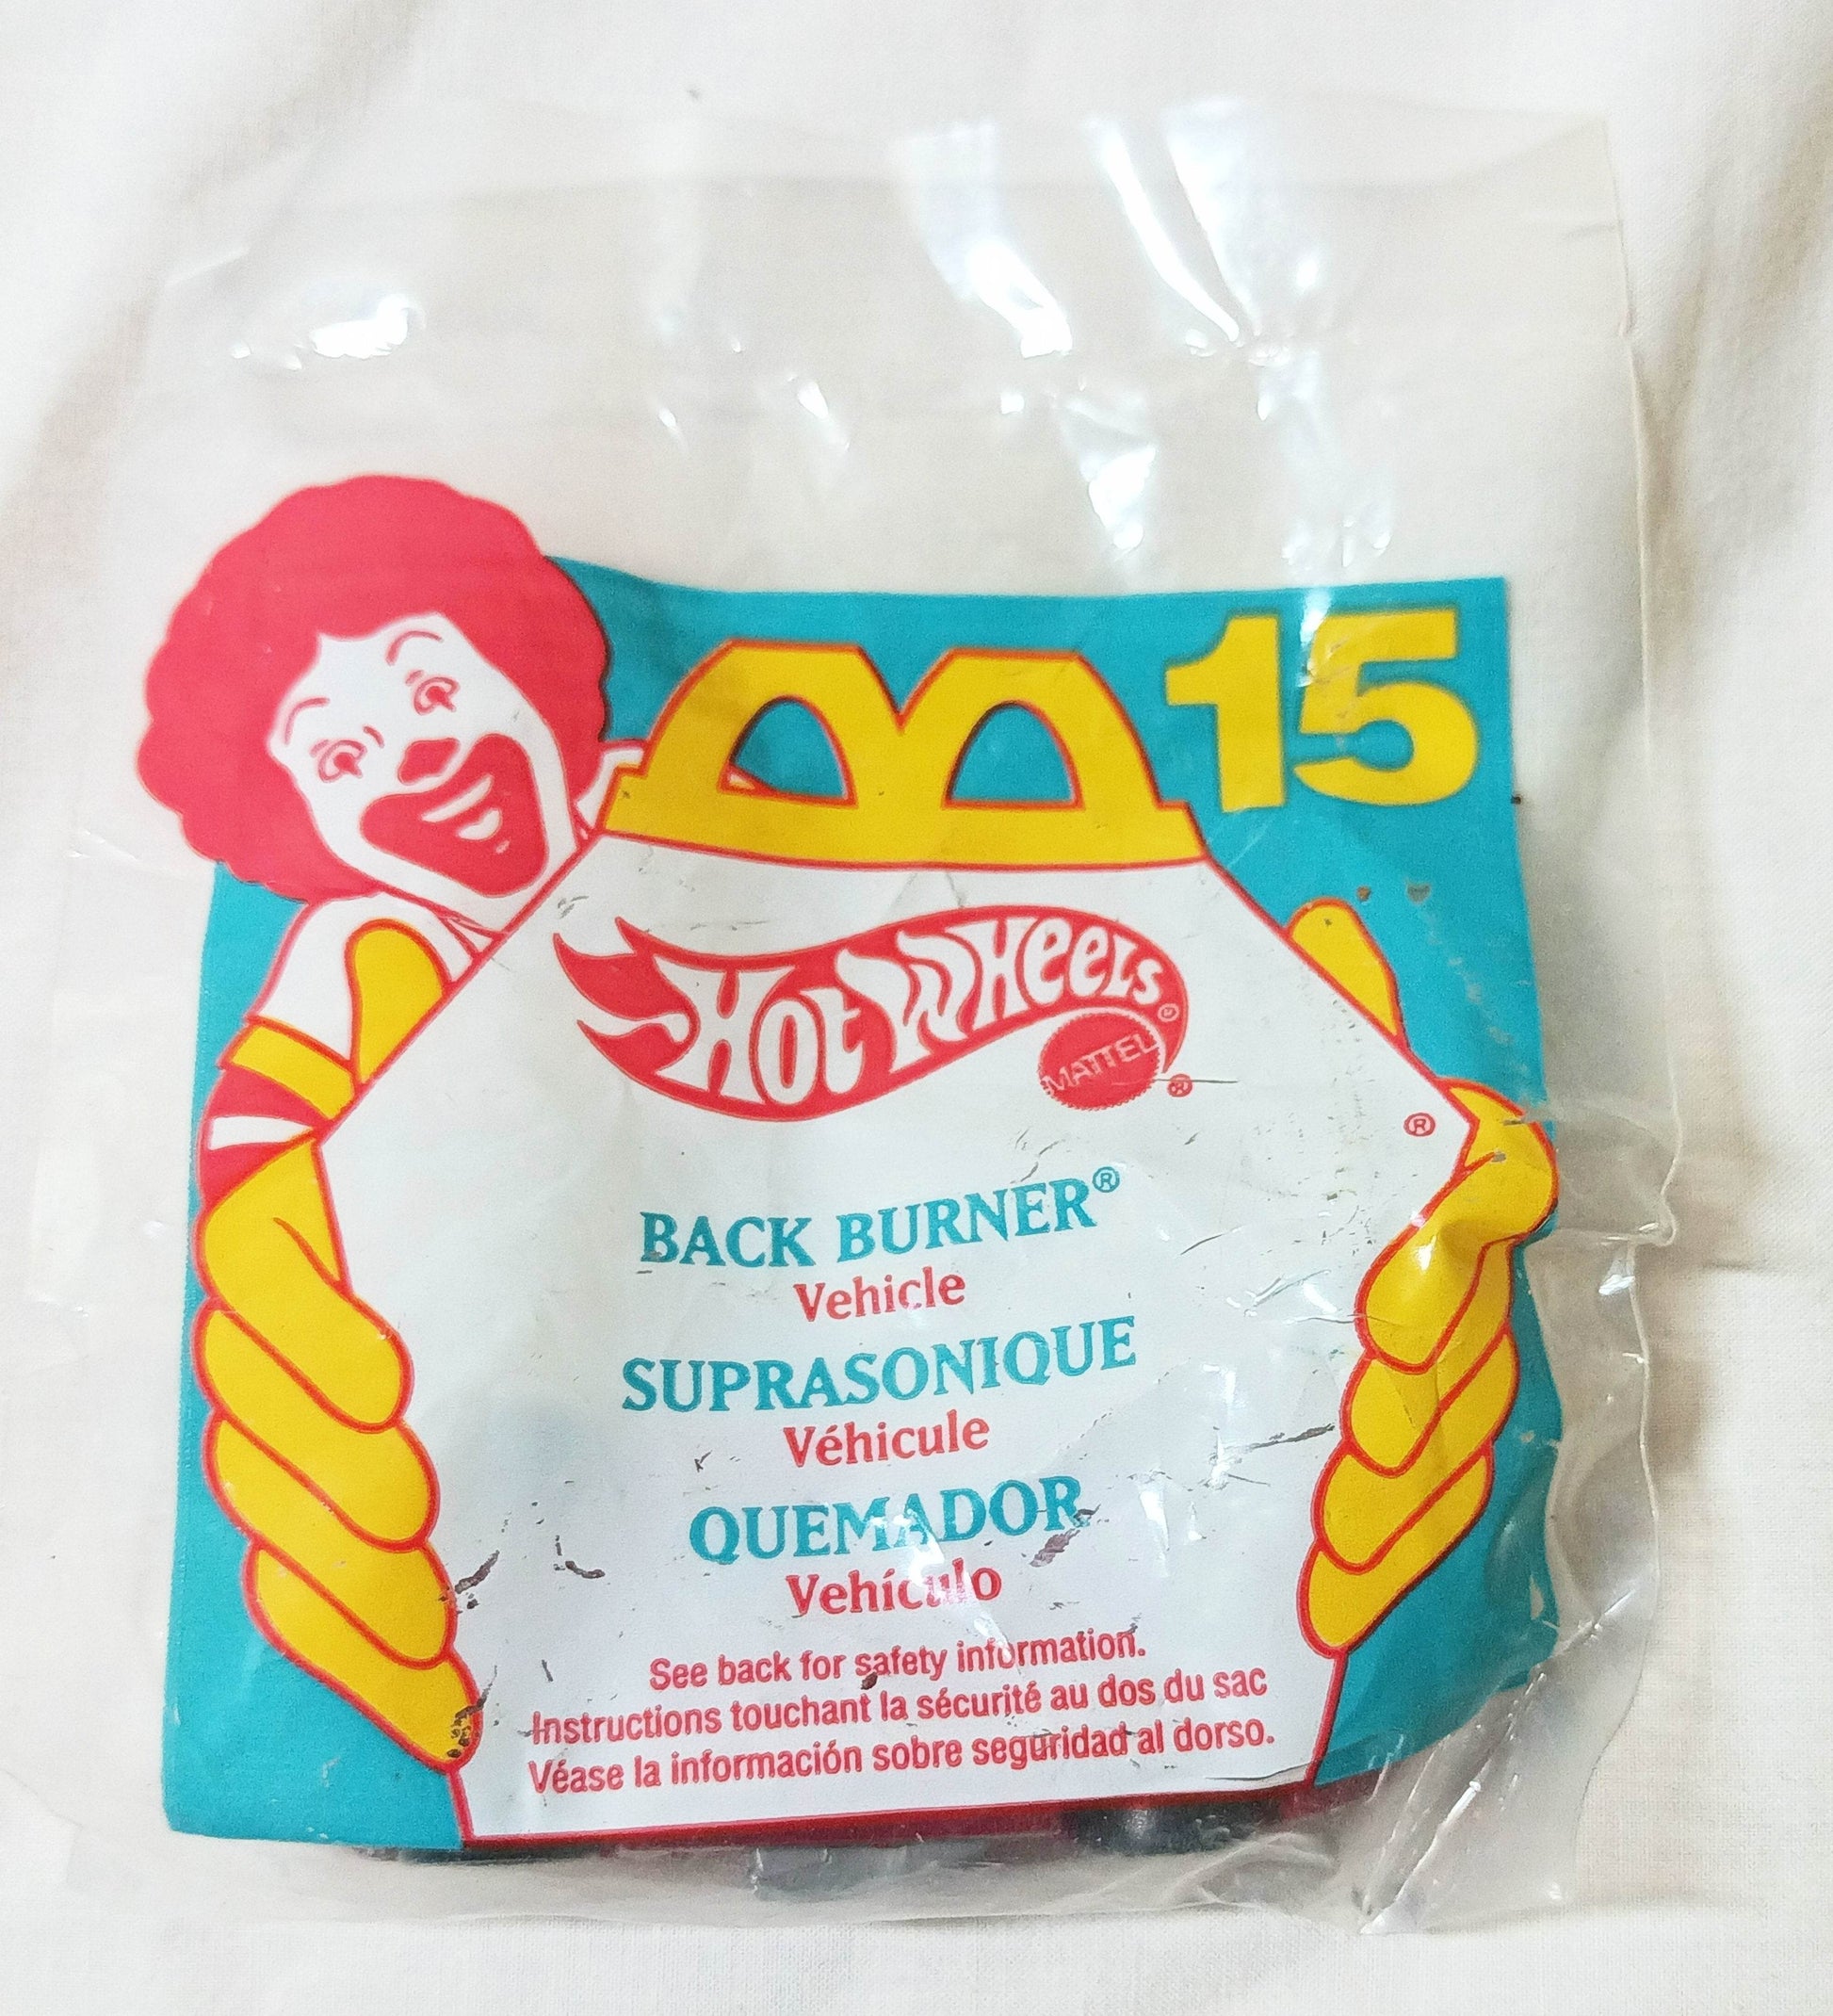 15
Hot Wheels®
MATTEL®
®
BACK BURNER®
Vehicle
SUPRASONIQUE
Véhicule
QUEMADOR
Vehículo
See back for safety information.
Instructions touchant la sécurité au dos du sac
Véase la información sobre seguridad al dorso.